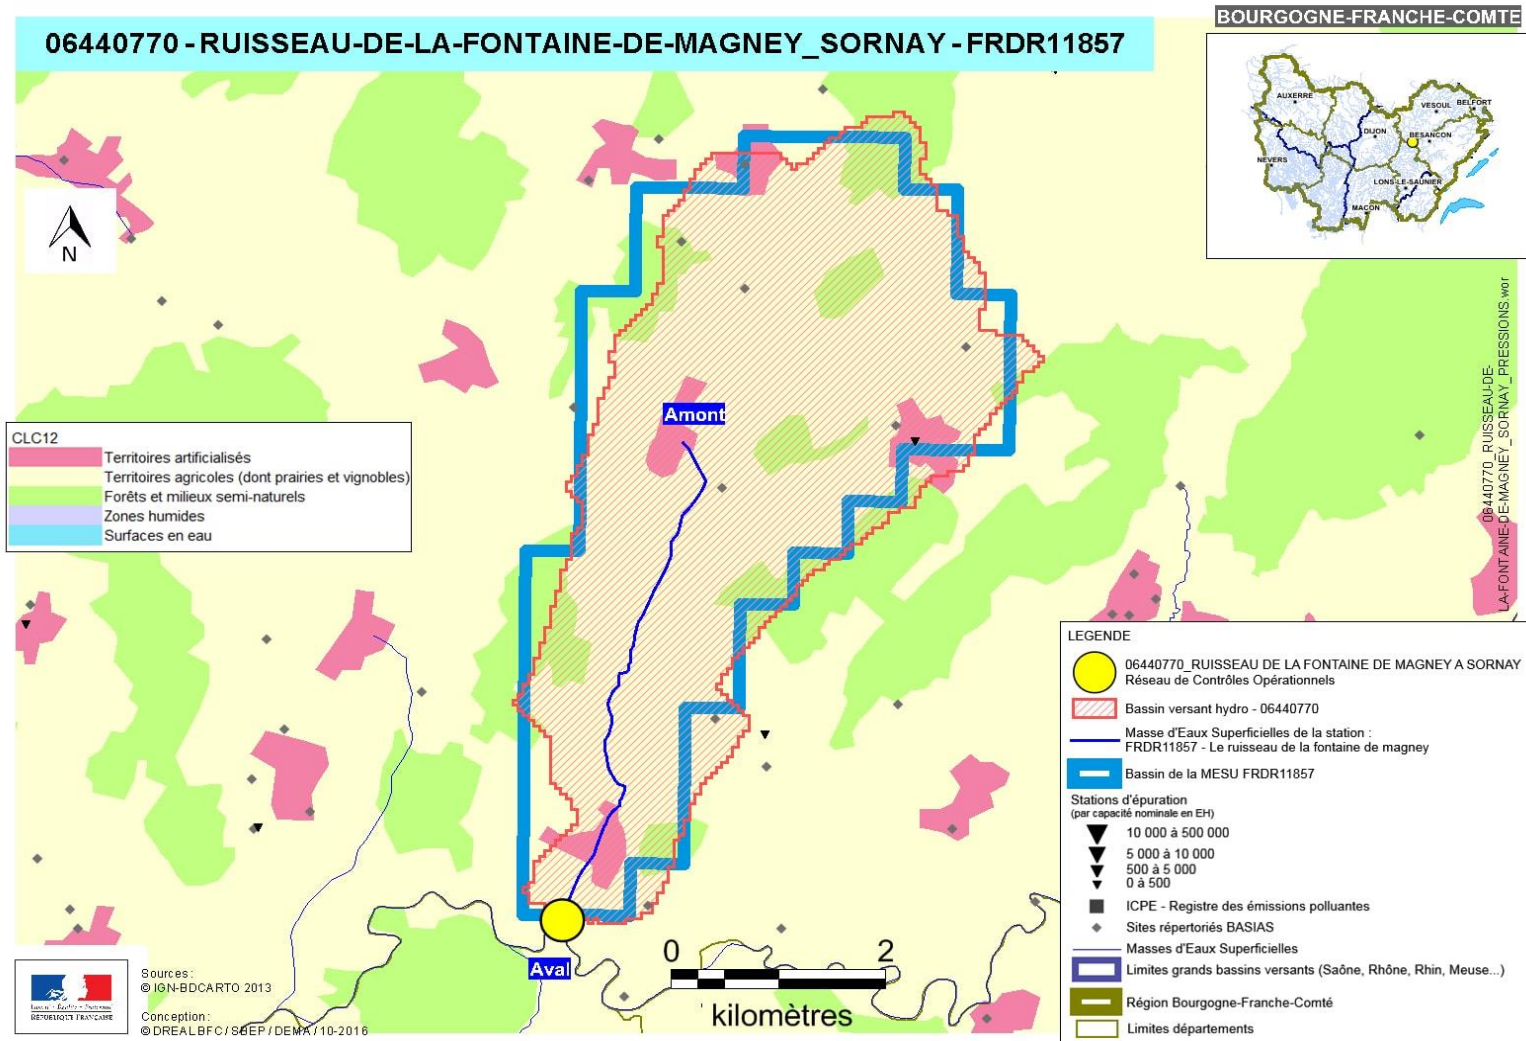 BOURGOGNE-FRANCHE-COMTE
06440770 - RUISSEAU-DE-LA-FONTAINE-DE-MAGNEY_SORNAY - FRDR11857
AUXERRE
VESOUL
BELFORT
DIJON
BESANCON
NEVERS
LONS-LE-SAUNIER
MACON
N
06440770_RUISSEAU-DE-
LA-FONTAINE-DE-MAGNEY_SORNAY_PRESSIONS.wor
Amont
CLC12
Territoires artificialisés
Territoires agricoles (dont prairies et vignobles)
Forêts et milieux semi-naturels
Zones humides
Surfaces en eau
LEGENDE
06440770_RUISSEAU DE LA FONTAINE DE MAGNEY A SORNAY
Réseau de Contrôles Opérationnels
Bassin versant hydro - 06440770
Masse d'Eaux Superficielles de la station :
FRDR11857 - Le ruisseau de la fontaine de magney
Bassin de la MESU FRDR11857
Stations d'épuration
(par capacité nominale en EH)
10 000 à 500 000
5 000 à 10 000
500 à 5 000
0 à 500
ICPE - Registre des émissions polluantes
Sites répertoriés BASIAS
Masses d'Eaux Superficielles
Limites grands bassins versants (Saône, Rhône, Rhin, Meuse...)
Région Bourgogne-Franche-Comté
Limites départements
Aval
0 2
kilomètres
Liberté • Égalité • Fraternité
RÉPUBLIQUE FRANÇAISE
Sources :
© IGN-BDCARTO 2013
Conception :
© DREAL BFC / SBEP / DEMA / 10-2016